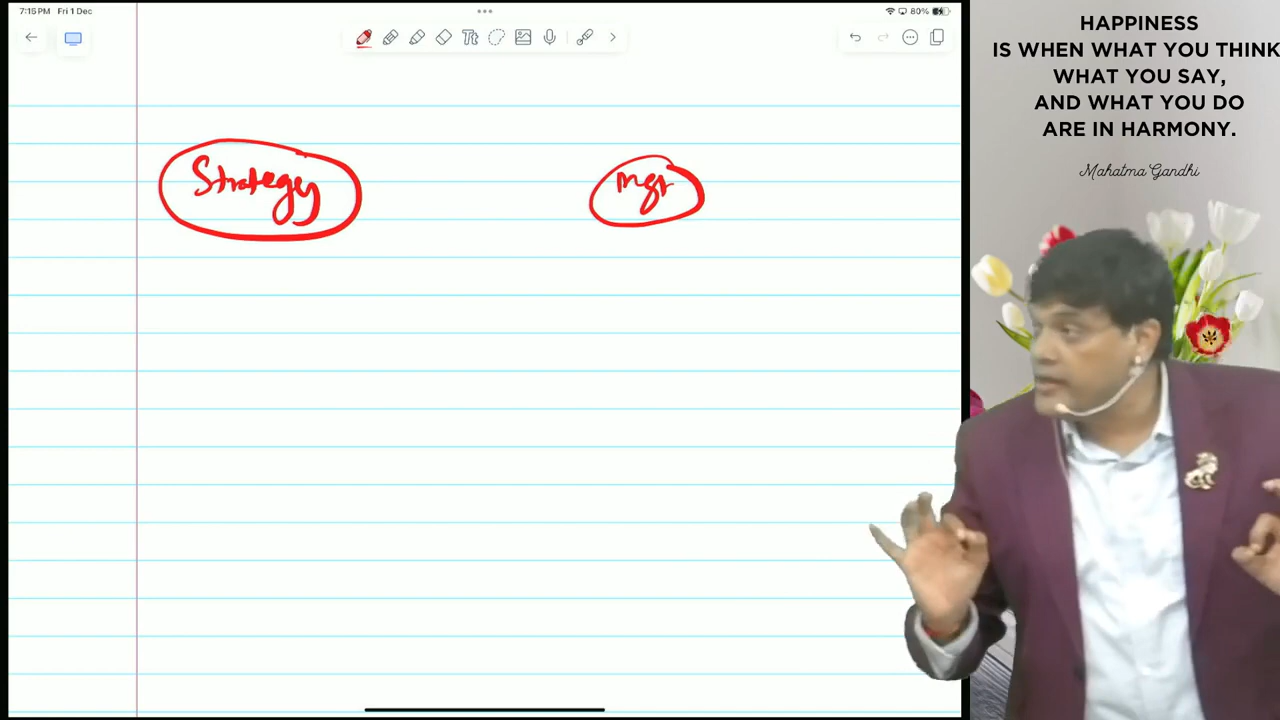 7:15 PM Fri 1 Dec
80%
Tt
Strategy
mgt
HAPPINESS
IS WHEN WHAT YOU THINK
WHAT YOU SAY,
AND WHAT YOU DO
ARE IN HARMONY.
Mahatma Gandhi